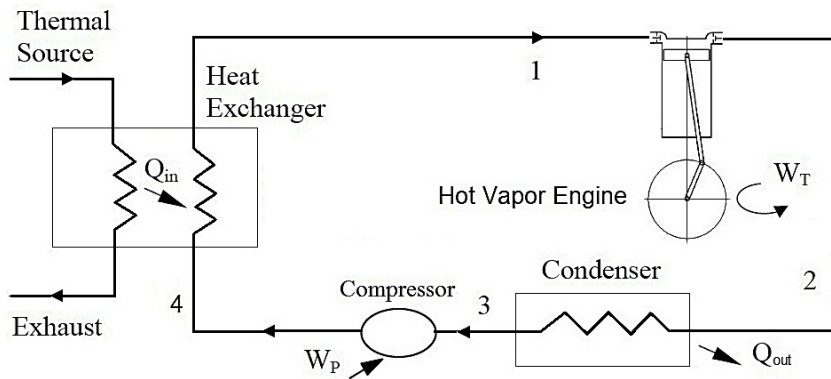 Thermal
Source
Heat
Exchanger
1
Q_in
W_T
Hot Vapor Engine
2
Condenser
4
Compressor
3
Exhaust
W_P
Q_out